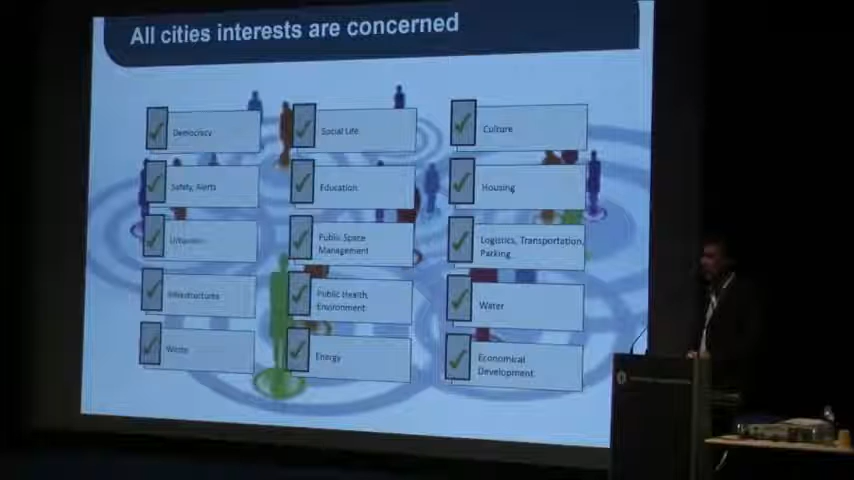 All cities interests are concerned
Democracy
Social Life
Culture
Safety, Alerts
Education
Housing
Public Space
Management
Logistics, Transportation,
Parking
Infrastructures
Public Health,
Environment
Water
Waste
Energy
Economical
Development